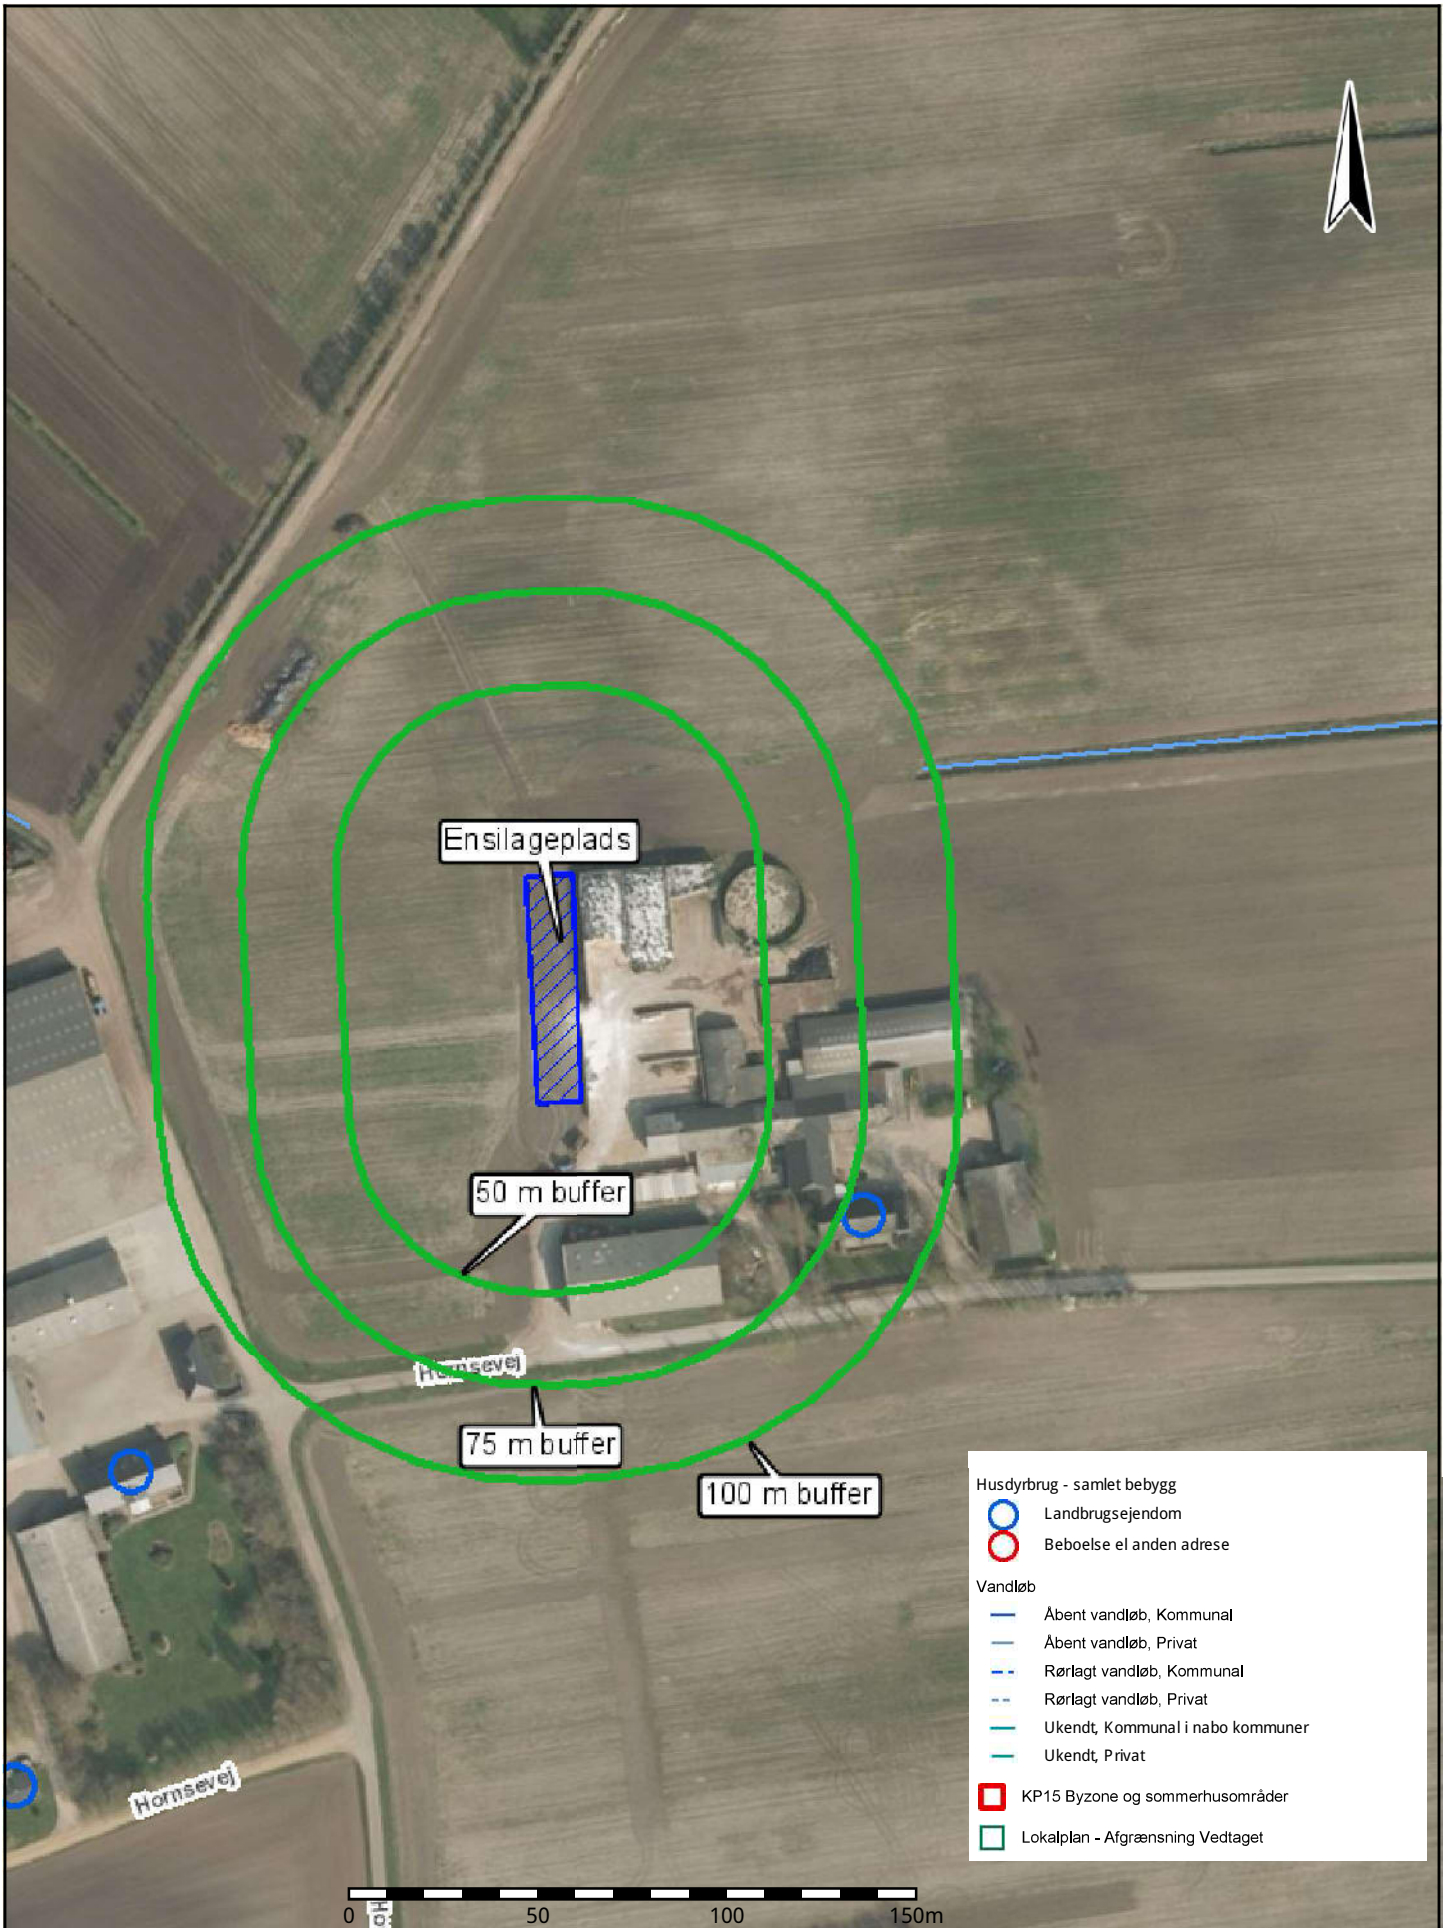 Ensilageplads
50 m buffer
Hornsevej
75 m buffer
100 m buffer
Husdyrbrug - samlet bebygg
Landbrugsejendom
Beboelse el anden adrese
Vandløb
Åbent vandløb, Kommunal
Åbent vandløb, Privat
Rørlagt vandløb, Kommunal
Rørlagt vandløb, Privat
Ukendt, Kommunal i nabo kommuner
Ukendt, Privat
KP15 Byzone og sommerhusområder
Lokalplan - Afgrænsning Vedtaget
Hornsevej
Ho
0 50 100 150m